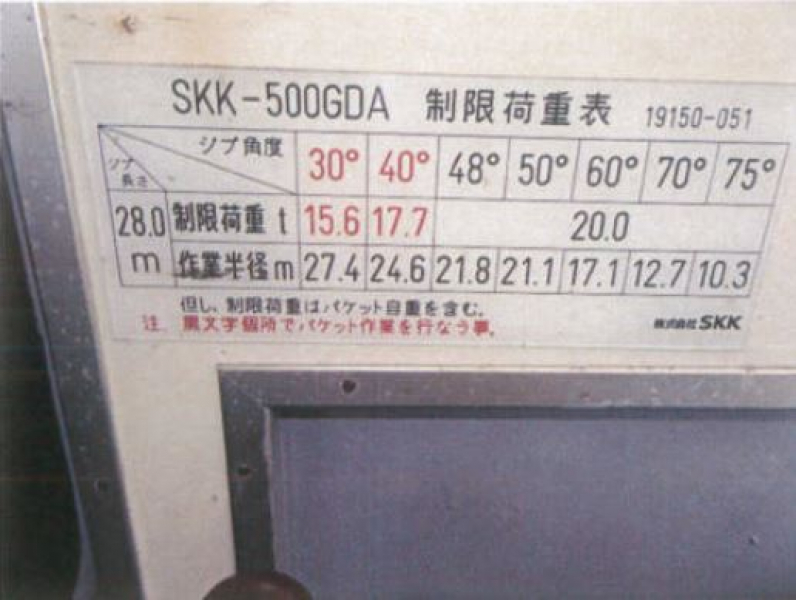 SKK-500GDA 制限荷重表 19150-051
ジブ角度 30° 40° 48° 50° 60° 70° 75°
ジブ長さ
28.0m 制限荷重 t 15.6 17.7 20.0
作業半径 m 27.4 24.6 21.8 21.1 17.1 12.7 10.3
但し、制限荷重はバケット自重を含む。
注. 黒文字個所でバケット作業を行なう事。
株式会社 SKK